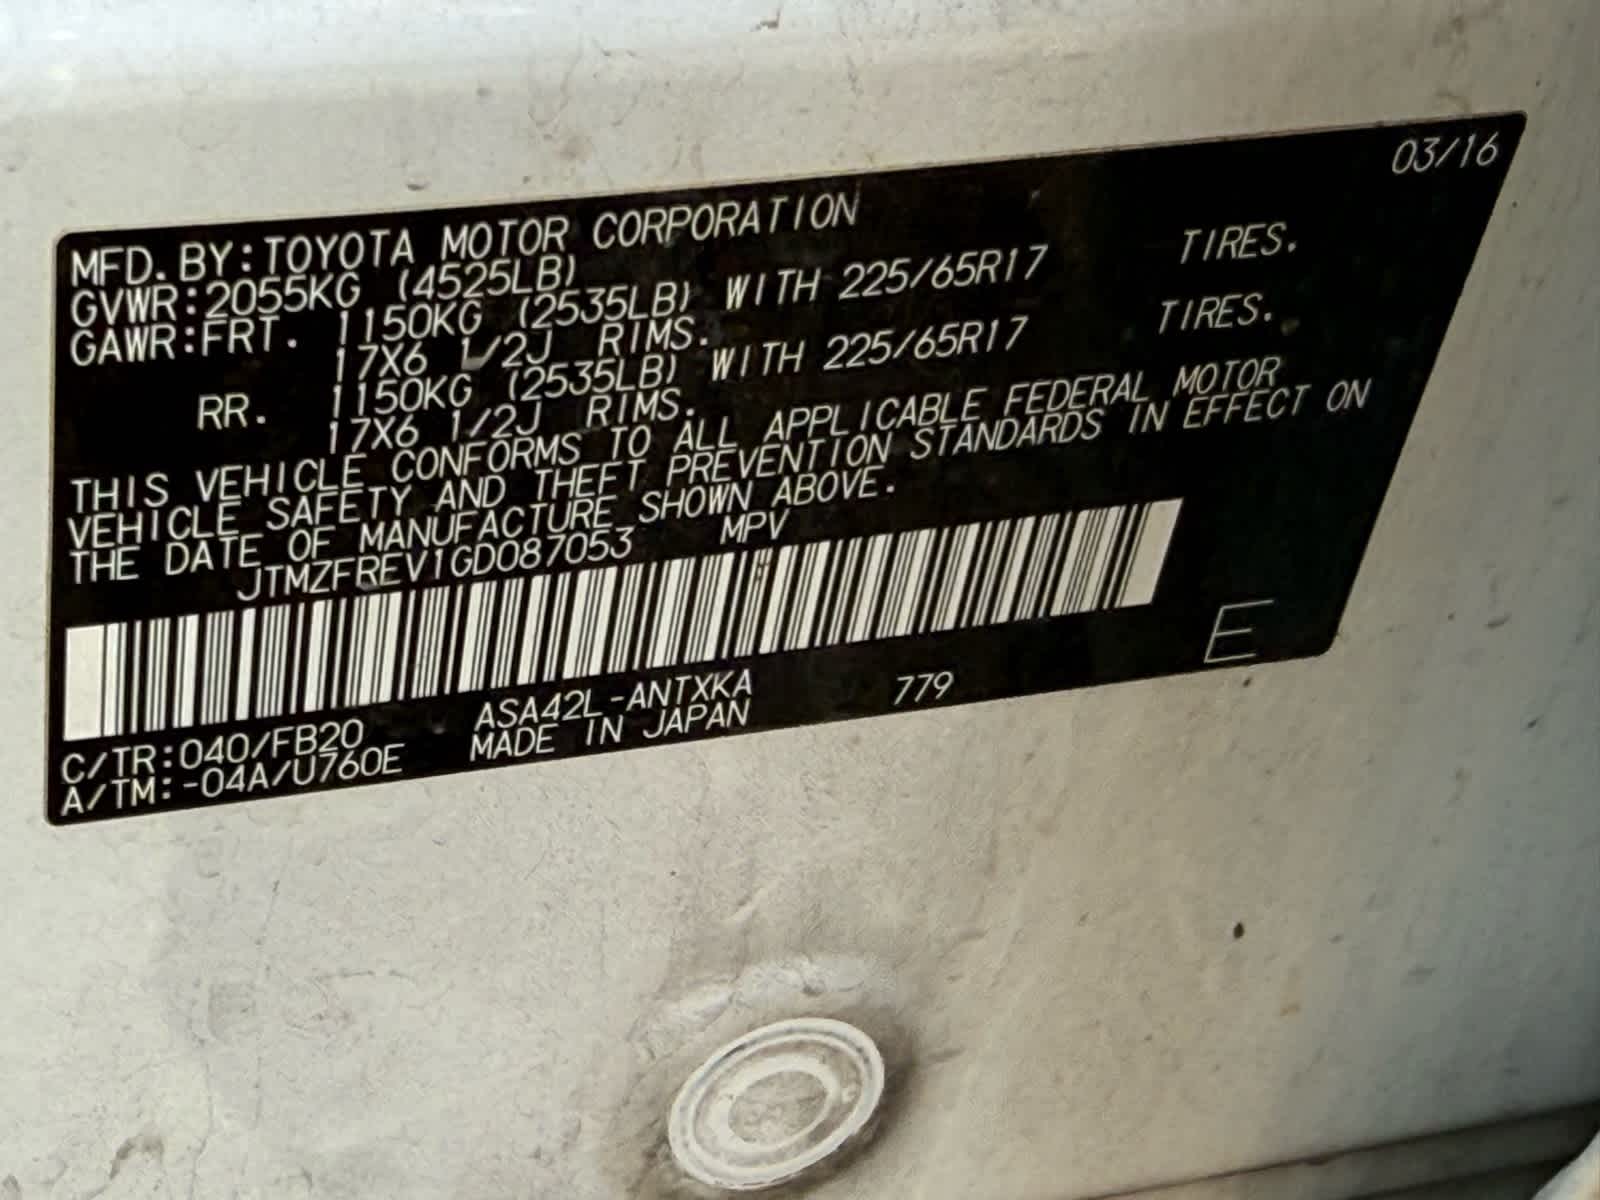 03/16
MFD. BY:TOYOTA MOTOR CORPORATION
GVWR:2055KG (4525LB)
GAWR:FRT. 1150KG (2535LB) WITH 225/65R17 TIRES.
17X6 1/2J RIMS.
RR. 1150KG (2535LB) WITH 225/65R17 TIRES.
17X6 1/2J RIMS.
THIS VEHICLE CONFORMS TO ALL APPLICABLE FEDERAL MOTOR
VEHICLE SAFETY AND THEFT PREVENTION STANDARDS IN EFFECT ON
THE DATE OF MANUFACTURE SHOWN ABOVE.
JTMZFREV1GD087053 MPV
E
C/TR:040/FB20 ASA42L-ANTXKA 779
A/TM:-04A/U760E MADE IN JAPAN